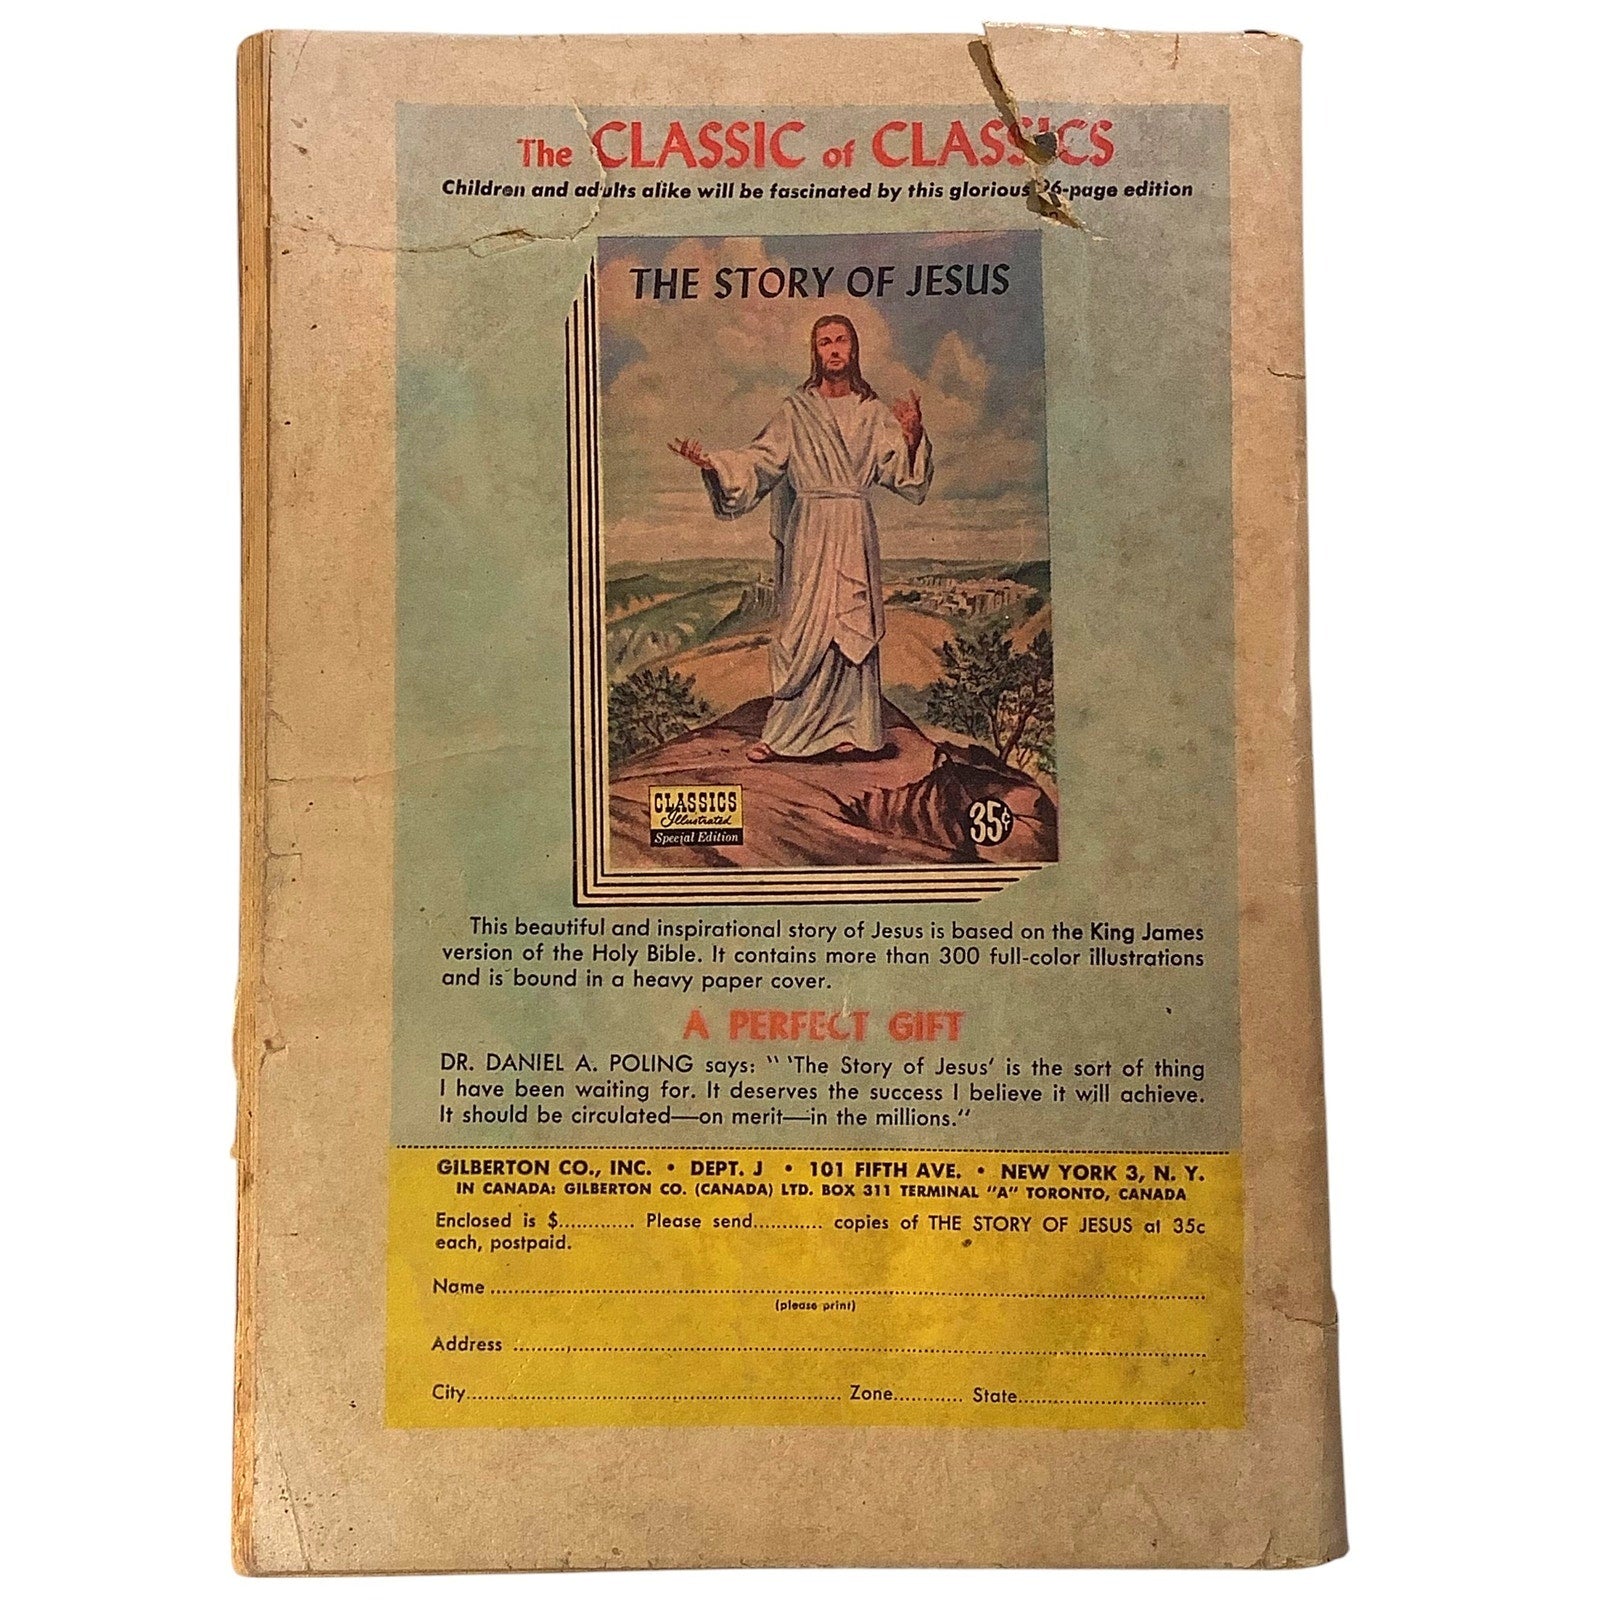 The CLASSIC of CLASSICS
Children and adults alike will be fascinated by this glorious 96-page edition
THE STORY OF JESUS
CLASSICS
Illustrated
Special Edition
35¢
This beautiful and inspirational story of Jesus is based on the King James
version of the Holy Bible. It contains more than 300 full-color illustrations
and is bound in a heavy paper cover.
A PERFECT GIFT
DR. DANIEL A. POLING says: " 'The Story of Jesus' is the sort of thing
I have been waiting for. It deserves the success I believe it will achieve.
It should be circulated—on merit—in the millions."
GILBERTON CO., INC. • DEPT. J • 101 FIFTH AVE. • NEW YORK 3, N. Y.
IN CANADA: GILBERTON CO. (CANADA) LTD. BOX 311 TERMINAL "A" TORONTO, CANADA
Enclosed is $............. Please send............ copies of THE STORY OF JESUS at 35c
each, postpaid.
Name ..............................
(please print)
Address ..............................
City.............................. Zone........... State..............................